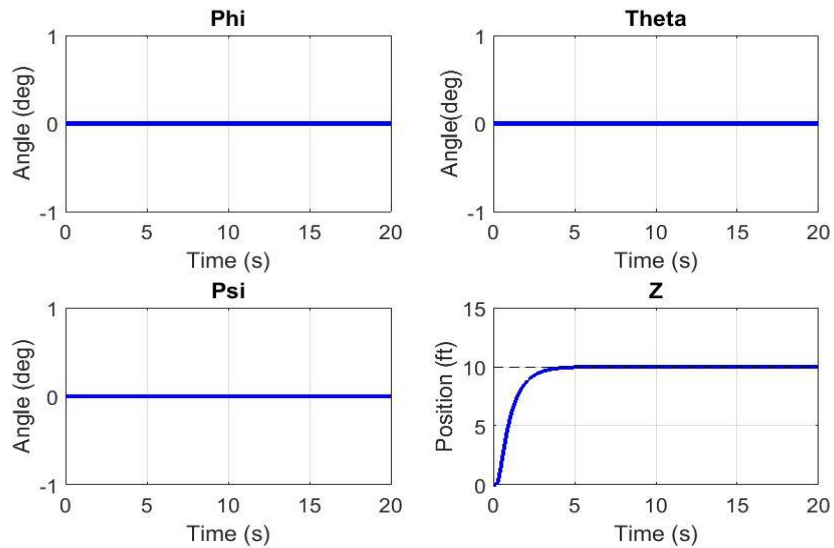 Phi
1
0
-1
Angle (deg)
0 5 10 15 20
Time (s)
Theta
1
0
-1
Angle(deg)
0 5 10 15 20
Time (s)
Psi
1
0
-1
Angle (deg)
0 5 10 15 20
Time (s)
Z
15
10
5
0
Position (ft)
0 5 10 15 20
Time (s)